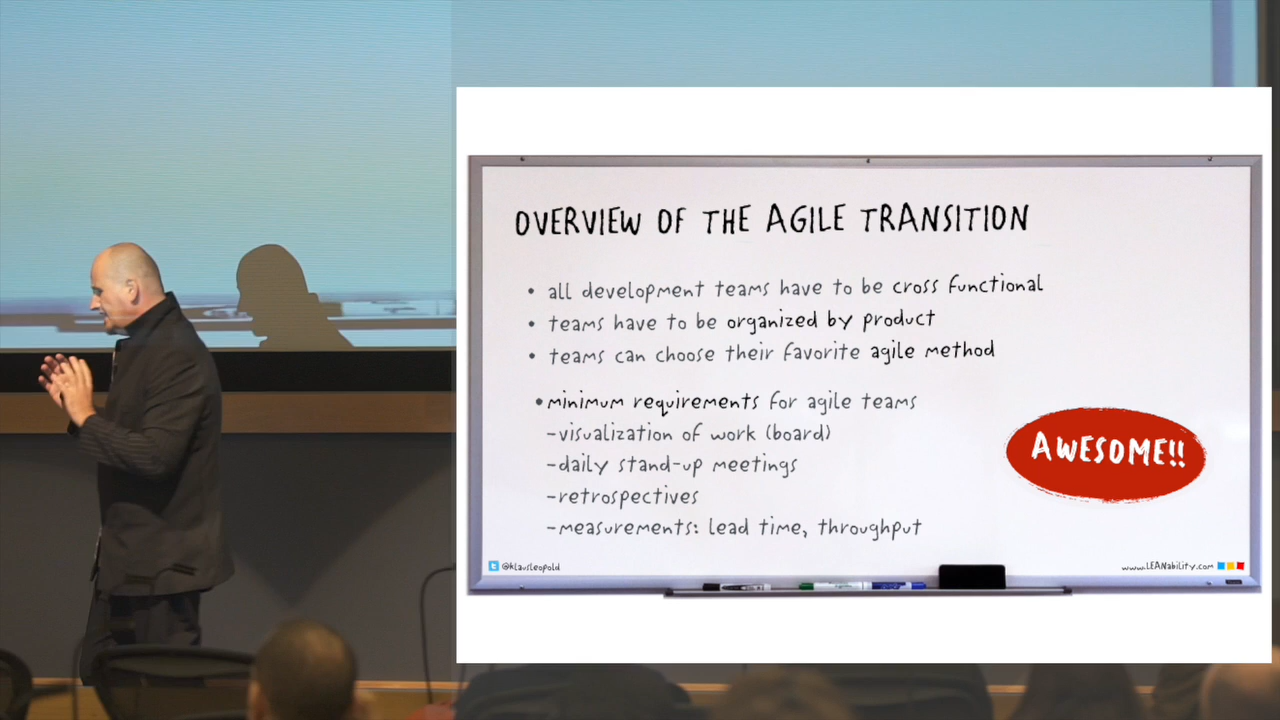 OVERVIEW OF THE AGILE TRANSITION
• all development teams have to be cross functional
• teams have to be organized by product
• teams can choose their favorite agile method
• minimum requirements for agile teams
-visualization of work (board)
-daily stand-up meetings
-retrospectives
-measurements: lead time, throughput
AWESOME!!
@klausleopold
www.LEANability.com